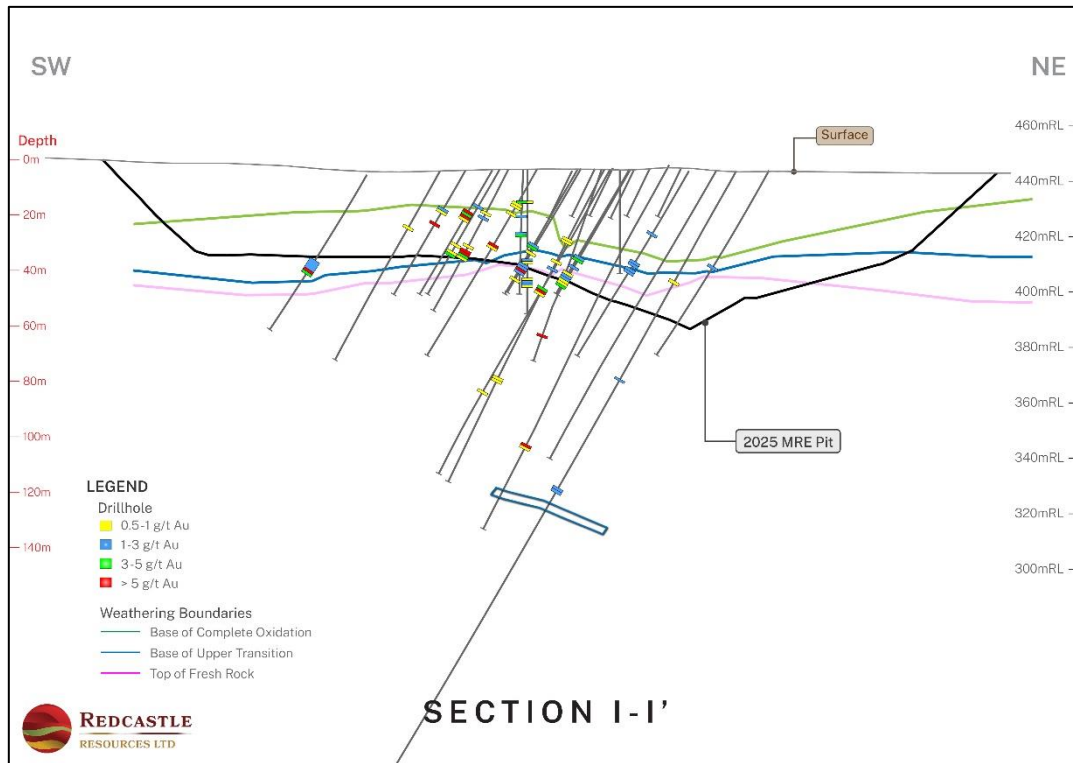 SW
NE
460mRL
Surface
Depth
0m
440mRL
20m
420mRL
40m
400mRL
60m
380mRL
80m
360mRL
100m
2025 MRE Pit
340mRL
LEGEND
Drillhole
120m
0.5-1 g/t Au
320mRL
1-3 g/t Au
140m
3-5 g/t Au
300mRL
> 5 g/t Au
Weathering Boundaries
Base of Complete Oxidation
Base of Upper Transition
Top of Fresh Rock
SECTION I-I'
REDCASTLE
RESOURCES LTD